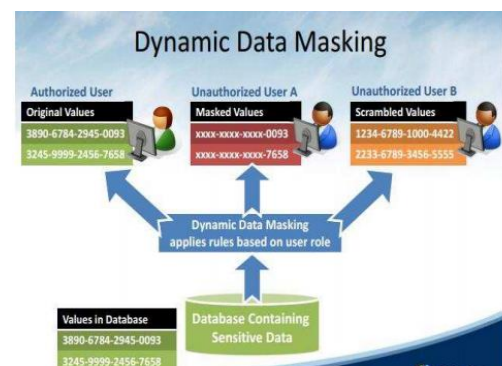 Dynamic Data Masking
Authorized User
Original Values
3890-6784-2945-0093
3245-9999-2456-7658
Unauthorized User A
Masked Values
xxxx-xxxx-xxxx-0093
xxxx-xxxx-xxxx-7658
Unauthorized User B
Scrambled Values
1234-6789-1000-4422
2233-6789-3456-5555
Dynamic Data Masking
applies rules based on user role
Values in Database
3890-6784-2945-0093
3245-9999-2456-7658
Database Containing
Sensitive Data